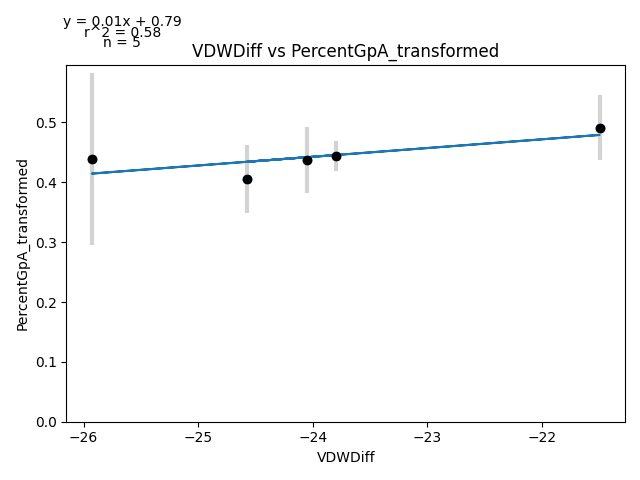 y = 0.01x + 0.79
r^2 = 0.58
n = 5
VDWDiff vs PercentGpA_transformed
0.5
0.4
0.3
0.2
0.1
0.0
PercentGpA_transformed
−26
−25
−24
−23
−22
VDWDiff